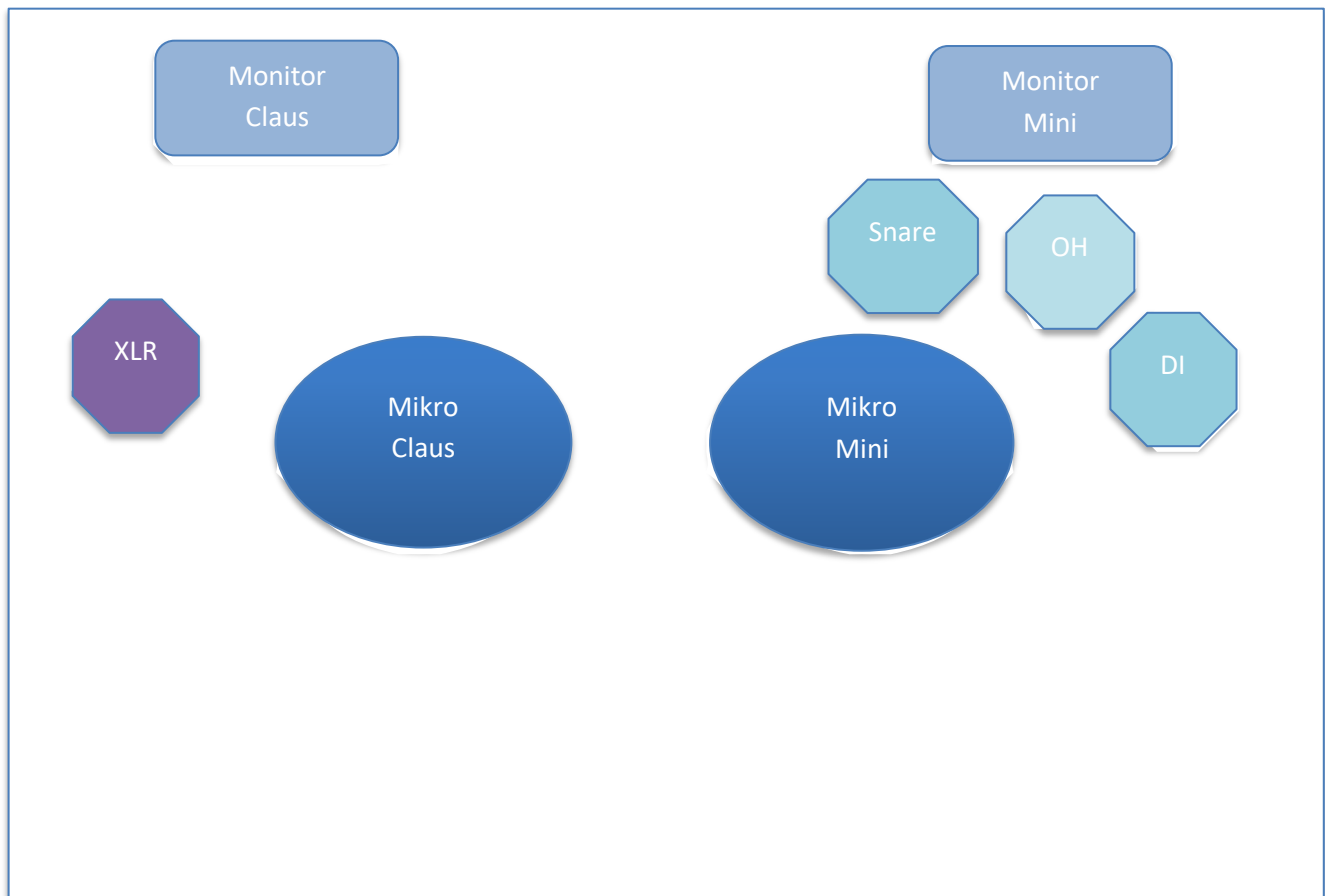 Monitor
Claus
Monitor
Mini
Snare
OH
XLR
DI
Mikro
Claus
Mikro
Mini